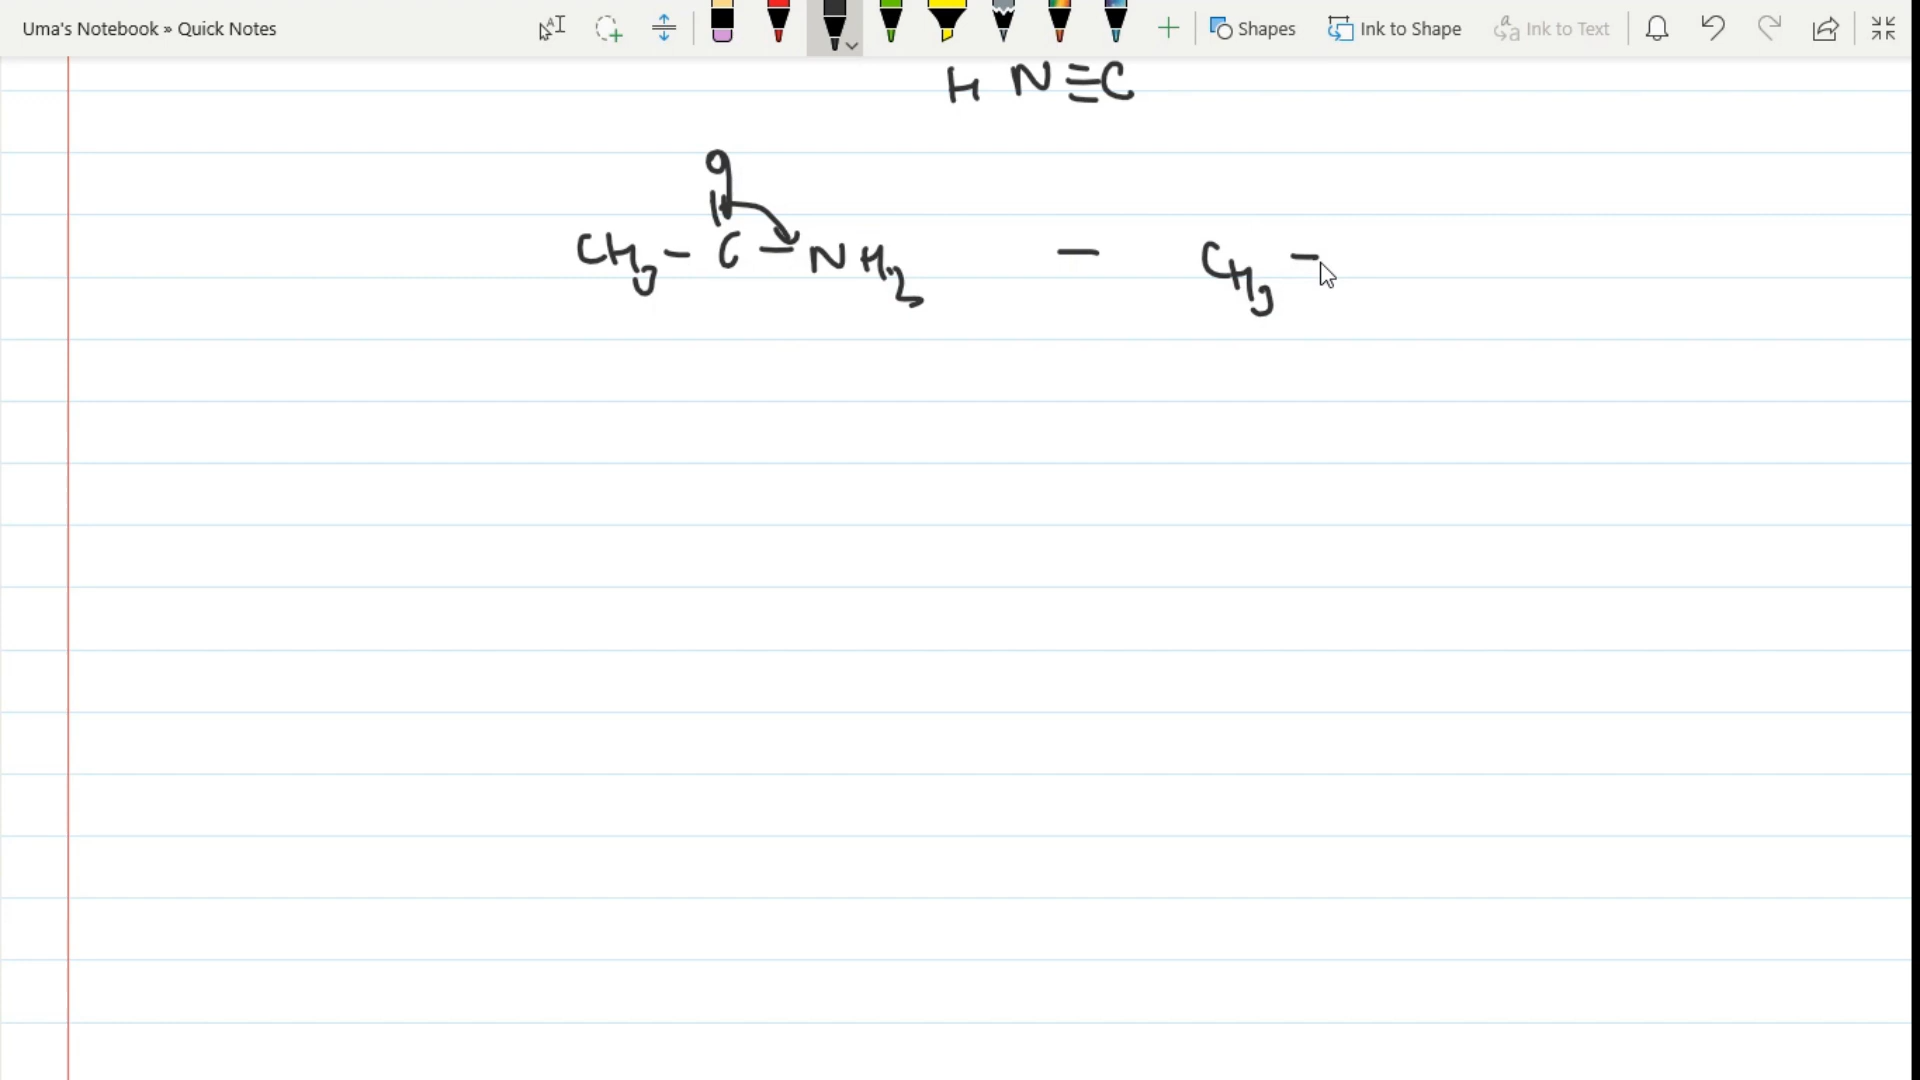 Uma's Notebook » Quick Notes Shapes Ink to Shape Ink to Text
H N≡C
O
CH3 - C - NH2 - CH3 -